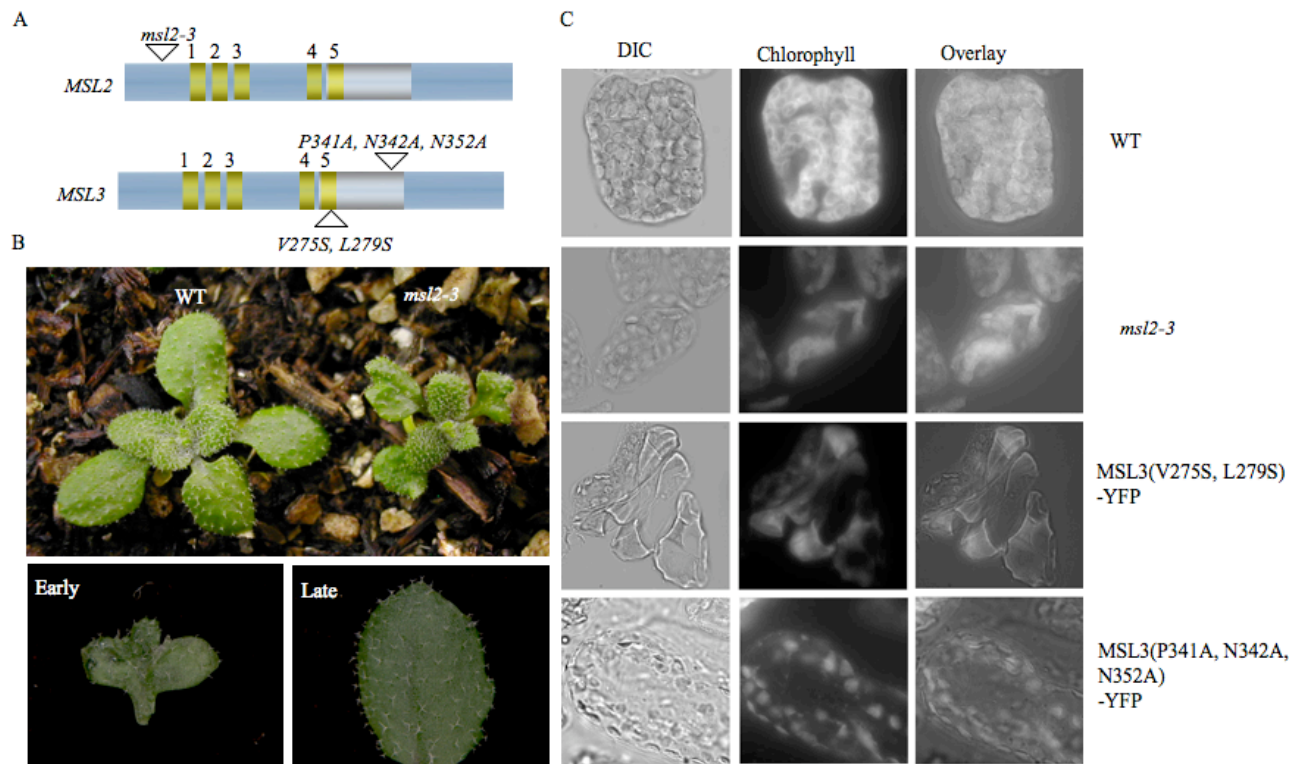 A
msl2-3
1 2 3 4 5
MSL2
P341A, N342A, N352A
1 2 3 4 5
MSL3
V275S, L279S
B
WT
msl2-3
Early
Late
C
DIC
Chlorophyll
Overlay
WT
msl2-3
MSL3(V275S, L279S)
-YFP
MSL3(P341A, N342A,
N352A)
-YFP